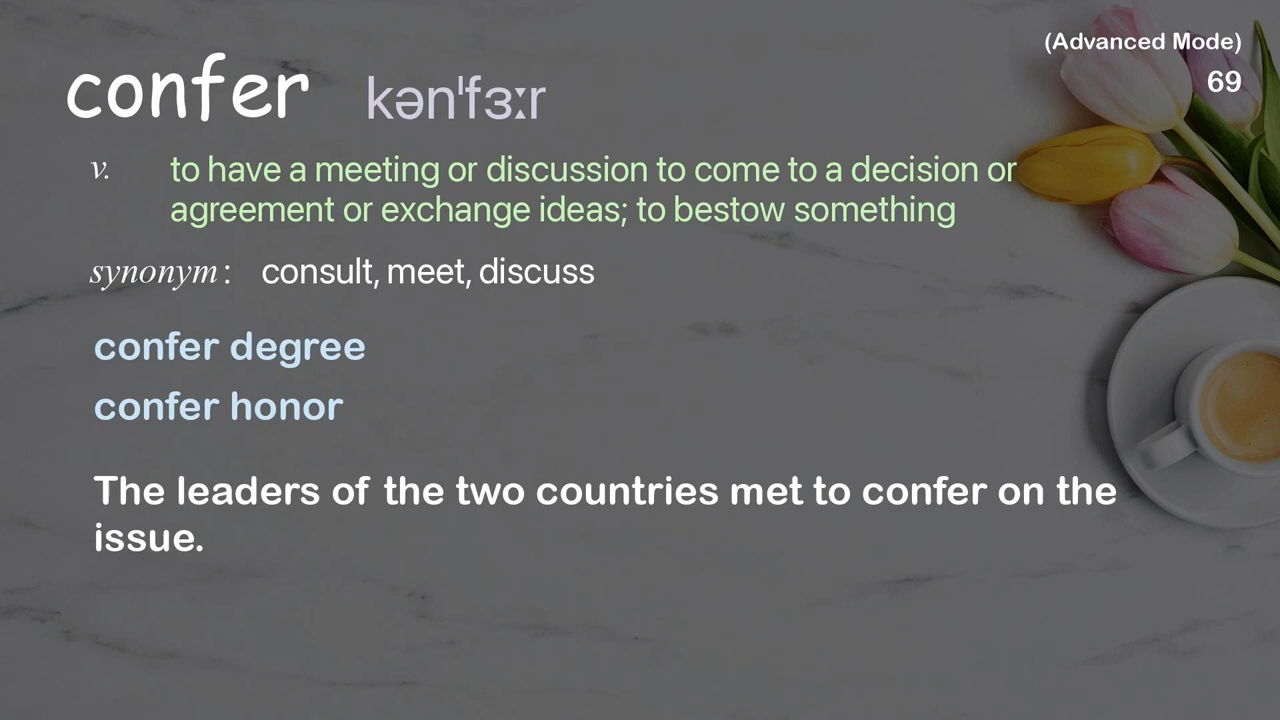 (Advanced Mode)
69
confer kənˈfɜːr
v. to have a meeting or discussion to come to a decision or
agreement or exchange ideas; to bestow something
synonym : consult, meet, discuss
confer degree
confer honor
The leaders of the two countries met to confer on the
issue.